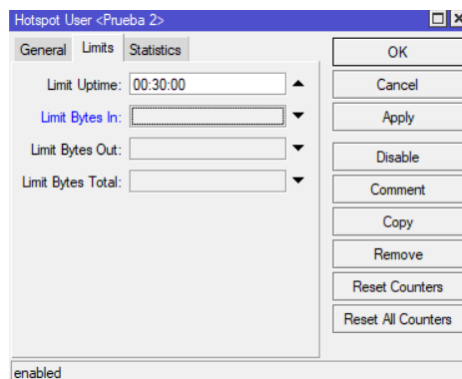 Hotspot User <Prueba 2>
General Limits Statistics
Limit Uptime: 00:30:00
Limit Bytes In:
Limit Bytes Out:
Limit Bytes Total:
OK
Cancel
Apply
Disable
Comment
Copy
Remove
Reset Counters
Reset All Counters
enabled